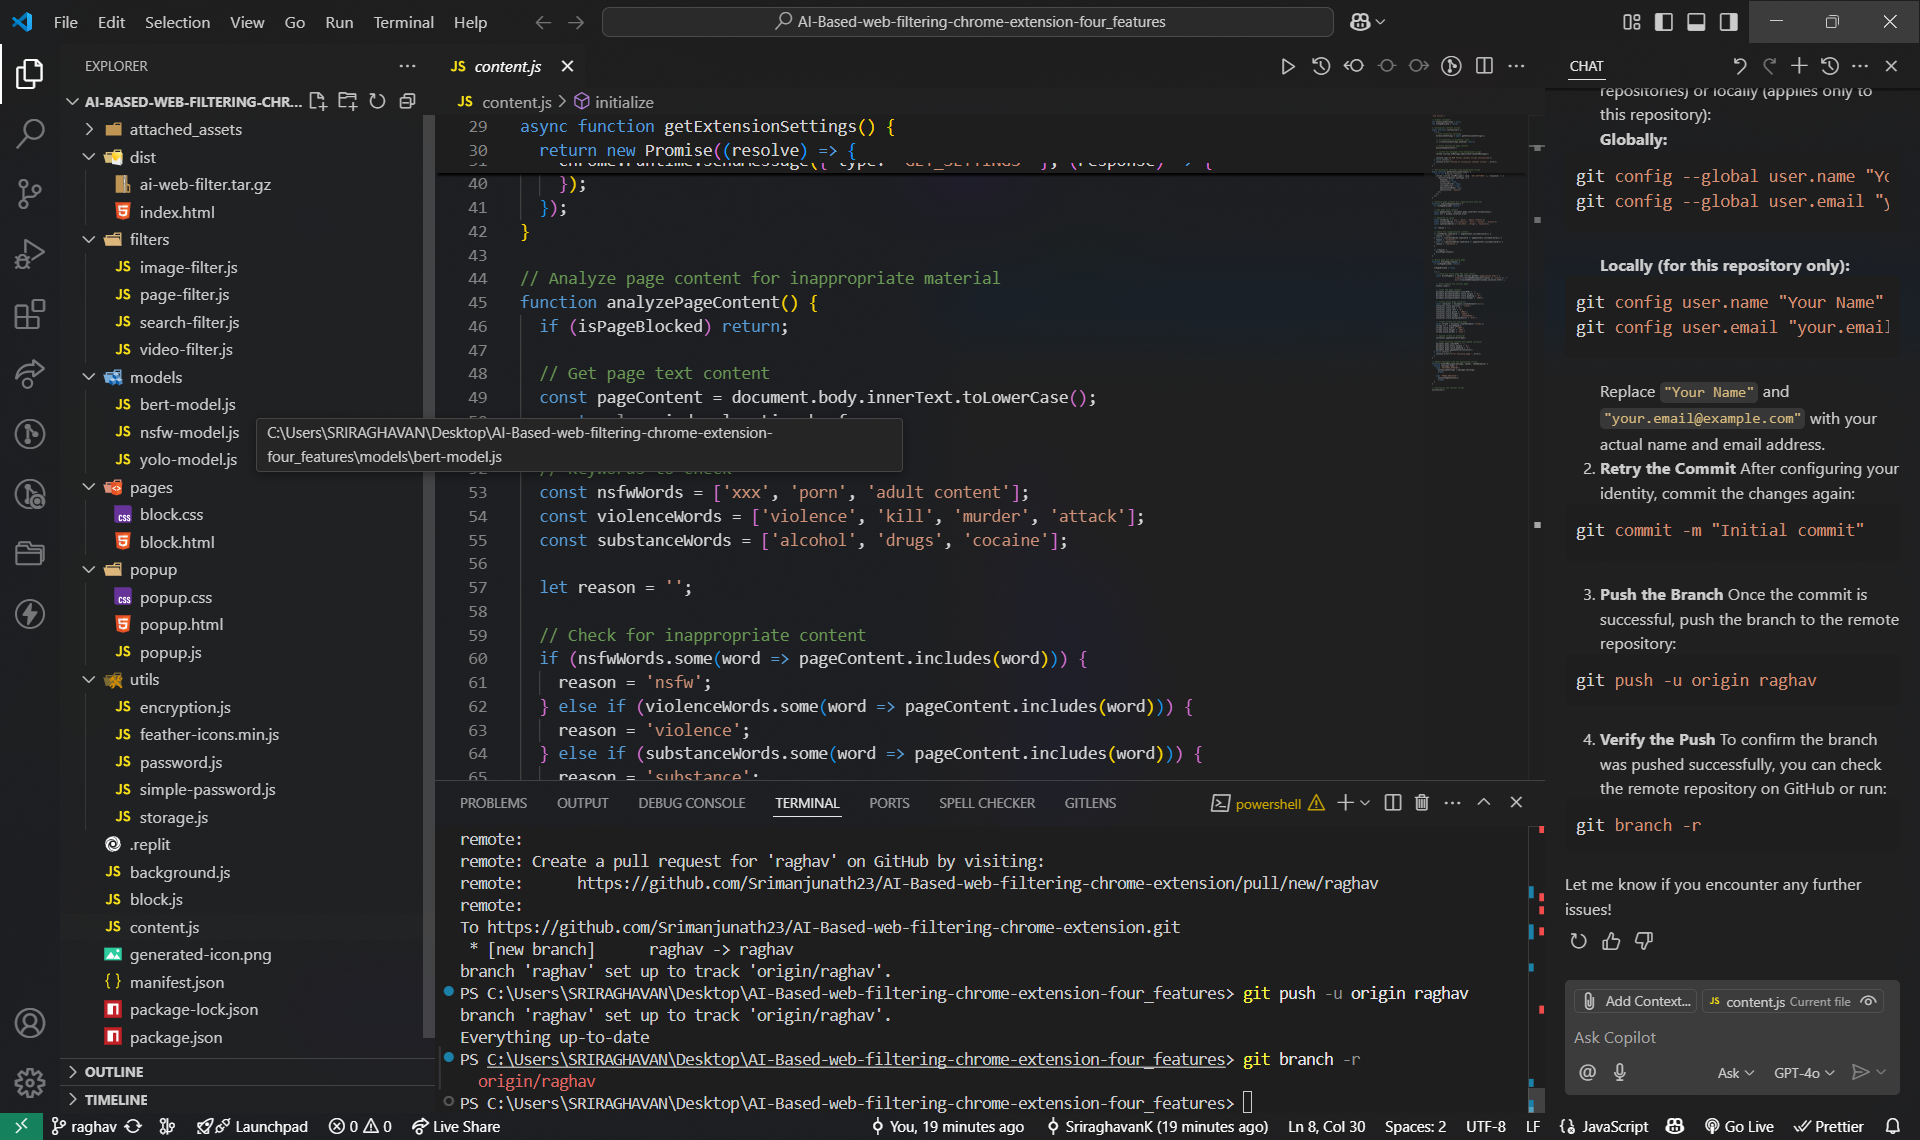 File Edit Selection View Go Run Terminal Help
AI-Based-web-filtering-chrome-extension-four_features
EXPLORER
AI-BASED-WEB-FILTERING-CHR...
attached_assets
dist
ai-web-filter.tar.gz
index.html
filters
image-filter.js
page-filter.js
search-filter.js
video-filter.js
models
bert-model.js
nsfw-model.js
yolo-model.js
pages
block.css
block.html
popup
popup.css
popup.html
popup.js
utils
encryption.js
feather-icons.min.js
password.js
simple-password.js
storage.js
.replit
background.js
block.js
content.js
generated-icon.png
manifest.json
package-lock.json
package.json
OUTLINE
TIMELINE
JS content.js
JS content.js > initialize
29 async function getExtensionSettings() {
30 return new Promise((resolve) => {
40 });
41 });
42 }
43
44 // Analyze page content for inappropriate material
45 function analyzePageContent() {
46 if (isPageBlocked) return;
47
48 // Get page text content
49 const pageContent = document.body.innerText.toLowerCase();
C:\Users\SRIRAGHAVAN\Desktop\AI-Based-web-filtering-chrome-extension-
four_features\models\bert-model.js
53 const nsfwWords = ['xxx', 'porn', 'adult content'];
54 const violenceWords = ['violence', 'kill', 'murder', 'attack'];
55 const substanceWords = ['alcohol', 'drugs', 'cocaine'];
56
57 let reason = '';
58
59 // Check for inappropriate content
60 if (nsfwWords.some(word => pageContent.includes(word))) {
61 reason = 'nsfw';
62 } else if (violenceWords.some(word => pageContent.includes(word))) {
63 reason = 'violence';
64 } else if (substanceWords.some(word => pageContent.includes(word))) {
65 reason = 'substance';
PROBLEMS OUTPUT DEBUG CONSOLE TERMINAL PORTS SPELL CHECKER GITLENS
powershell
remote:
remote: Create a pull request for 'raghav' on GitHub by visiting:
remote: https://github.com/Srimanjunath23/AI-Based-web-filtering-chrome-extension/pull/new/raghav
remote:
To https://github.com/Srimanjunath23/AI-Based-web-filtering-chrome-extension.git
* [new branch] raghav -> raghav
branch 'raghav' set up to track 'origin/raghav'.
PS C:\Users\SRIRAGHAVAN\Desktop\AI-Based-web-filtering-chrome-extension-four_features> git push -u origin raghav
branch 'raghav' set up to track 'origin/raghav'.
Everything up-to-date
PS C:\Users\SRIRAGHAVAN\Desktop\AI-Based-web-filtering-chrome-extension-four_features> git branch -r
origin/raghav
PS C:\Users\SRIRAGHAVAN\Desktop\AI-Based-web-filtering-chrome-extension-four_features>
CHAT
repositories) or locally (applies only to
this repository):
Globally:
git config --global user.name "Yo
git config --global user.email "y
Locally (for this repository only):
git config user.name "Your Name"
git config user.email "your.email
Replace "Your Name" and
"your.email@example.com" with your
actual name and email address.
2. Retry the Commit After configuring your
identity, commit the changes again:
git commit -m "Initial commit"
3. Push the Branch Once the commit is
successful, push the branch to the remote
repository:
git push -u origin raghav
4. Verify the Push To confirm the branch
was pushed successfully, you can check
the remote repository on GitHub or run:
git branch -r
Let me know if you encounter any further
issues!
Add Context... JS content.js Current file
Ask Copilot
@ Ask GPT-4o
raghav Launchpad 0 0 Live Share You, 19 minutes ago SriraghavanK (19 minutes ago) Ln 8, Col 30 Spaces: 2 UTF-8 LF {} JavaScript Go Live Prettier